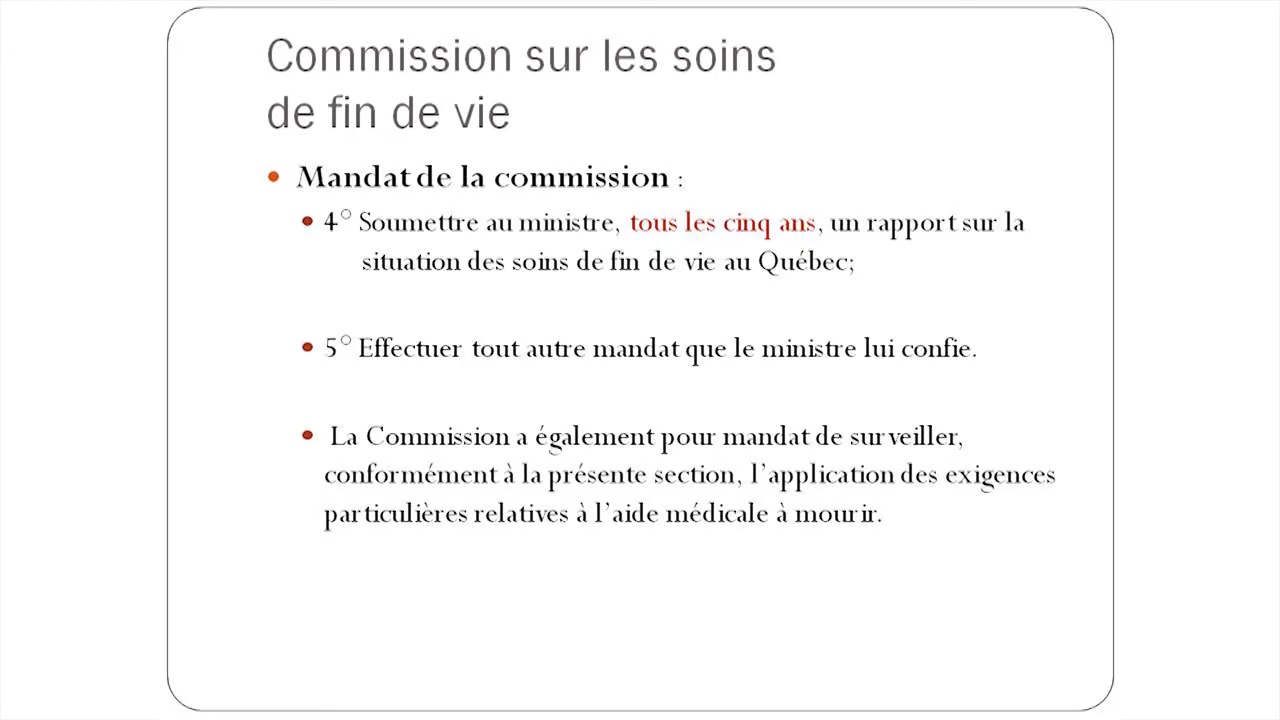 Commission sur les soins
de fin de vie
• Mandat de la commission :
• 4° Soumettre au ministre, tous les cinq ans, un rapport sur la
situation des soins de fin de vie au Québec;
• 5° Effectuer tout autre mandat que le ministre lui confie.
• La Commission a également pour mandat de surveiller,
conformément à la présente section, l’application des exigences
particulières relatives à l’aide médicale à mourir.